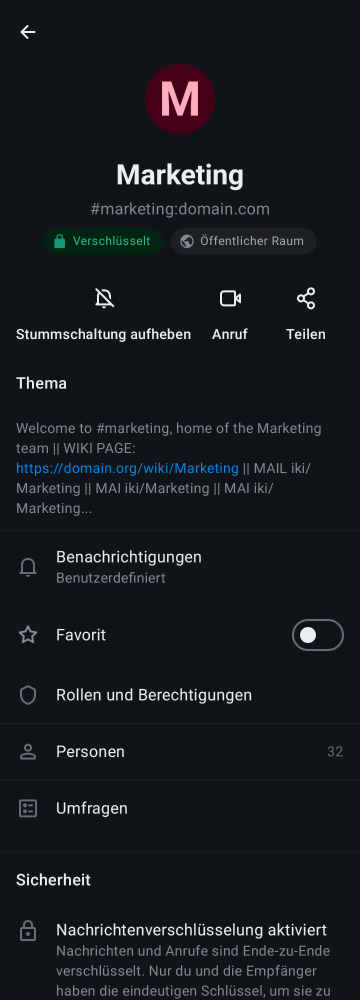 M
Marketing
#marketing:domain.com
Verschlüsselt
Öffentlicher Raum
Stummschaltung aufheben
Anruf
Teilen
Thema
Welcome to #marketing, home of the Marketing
team || WIKI PAGE:
https://domain.org/wiki/Marketing || MAIL iki/
Marketing || MAI iki/Marketing || MAI iki/
Marketing...
Benachrichtigungen
Benutzerdefiniert
Favorit
Rollen und Berechtigungen
Personen 32
Umfragen
Sicherheit
Nachrichtenverschlüsselung aktiviert
Nachrichten und Anrufe sind Ende-zu-Ende
verschlüsselt. Nur du und die Empfänger
haben die eindeutigen Schlüssel, um sie zu